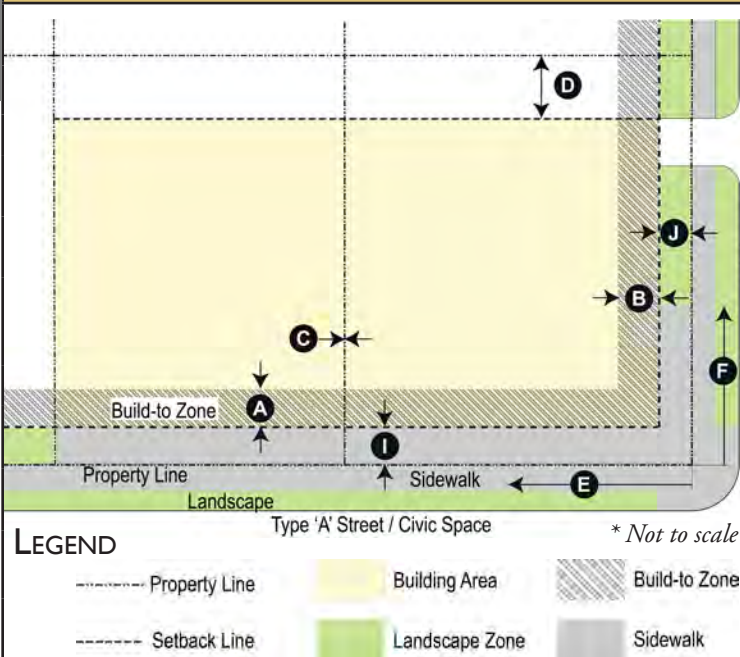 D
J
B
C
F
A
Build-to Zone
I
Property Line
Sidewalk
E
Landscape
Type 'A' Street / Civic Space
* Not to scale
LEGEND
Property Line
Building Area
Build-to Zone
Setback Line
Landscape Zone
Sidewalk